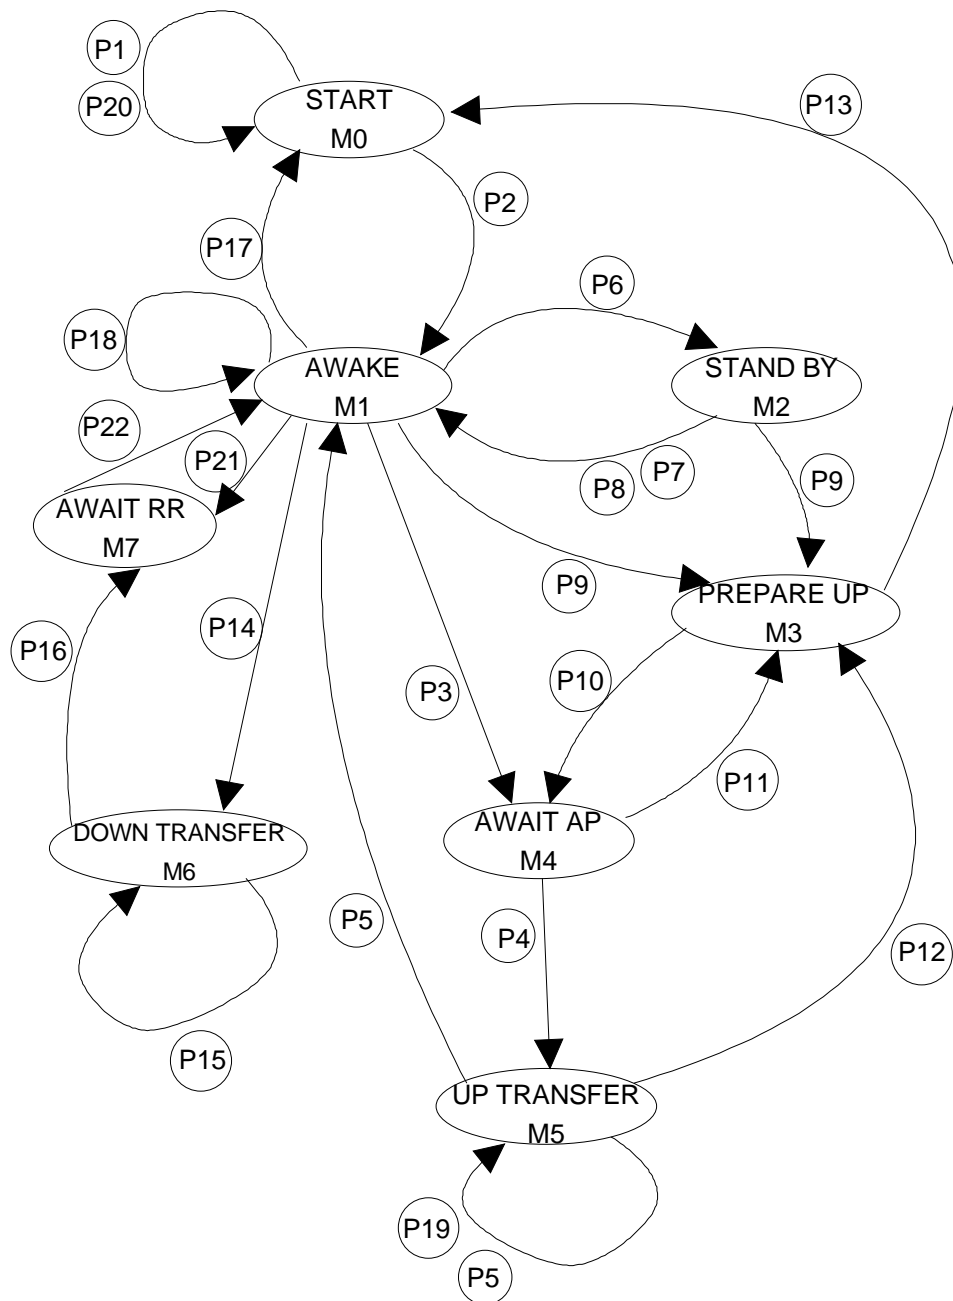 P1
P20
START
M0
P13
P2
P17
P6
P18
AWAKE
M1
STAND BY
M2
P22
P21
P8
P7
P9
AWAIT RR
M7
P9
PREPARE UP
M3
P14
P16
P3
P10
P11
DOWN TRANSFER
M6
AWAIT AP
M4
P5
P4
P12
P15
UP TRANSFER
M5
P19
P5